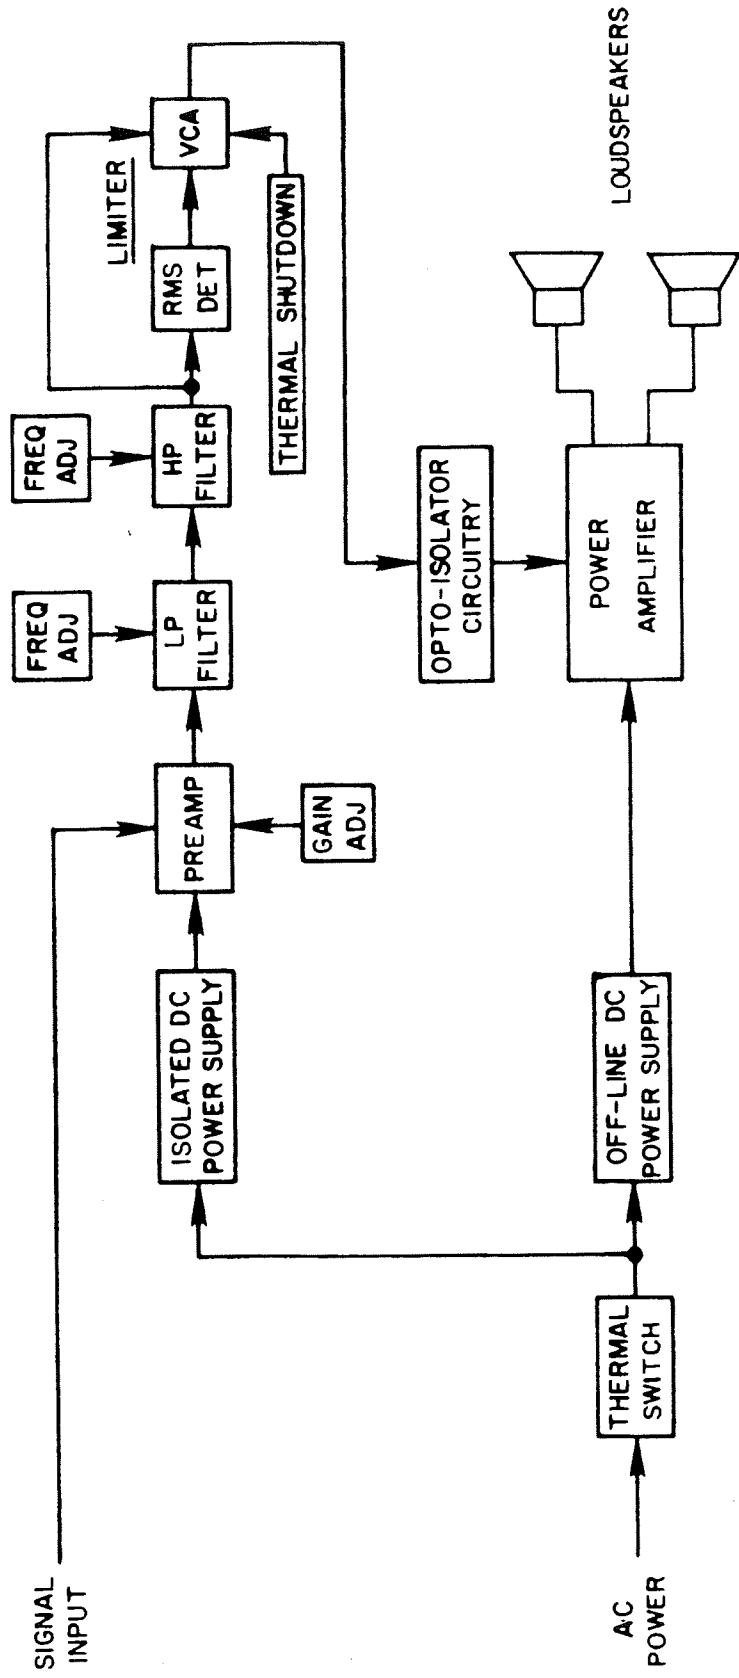 SIGNAL
INPUT
FREQ
ADJ
FREQ
ADJ
LIMITER
ISOLATED DC
POWER SUPPLY
PREAMP
LP
FILTER
HP
FILTER
RMS
DET
VCA
GAIN
ADJ
THERMAL SHUTDOWN
OPTO-ISOLATOR
CIRCUITRY
AC
POWER
THERMAL
SWITCH
OFF-LINE DC
POWER SUPPLY
POWER
AMPLIFIER
LOUDSPEAKERS